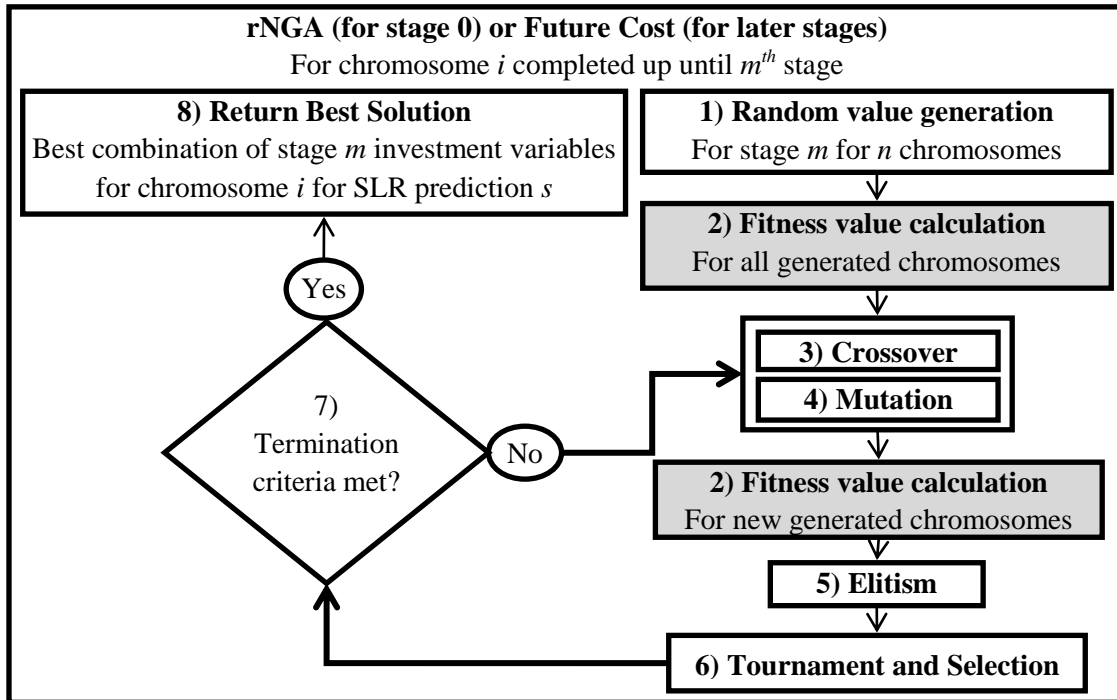 rNGA (for stage 0) or Future Cost (for later stages)
For chromosome i completed up until mth stage
8) Return Best Solution
Best combination of stage m investment variables
for chromosome i for SLR prediction s
1) Random value generation
For stage m for n chromosomes
2) Fitness value calculation
For all generated chromosomes
3) Crossover
4) Mutation
2) Fitness value calculation
For new generated chromosomes
5) Elitism
6) Tournament and Selection
7)
Termination
criteria met?
Yes
No